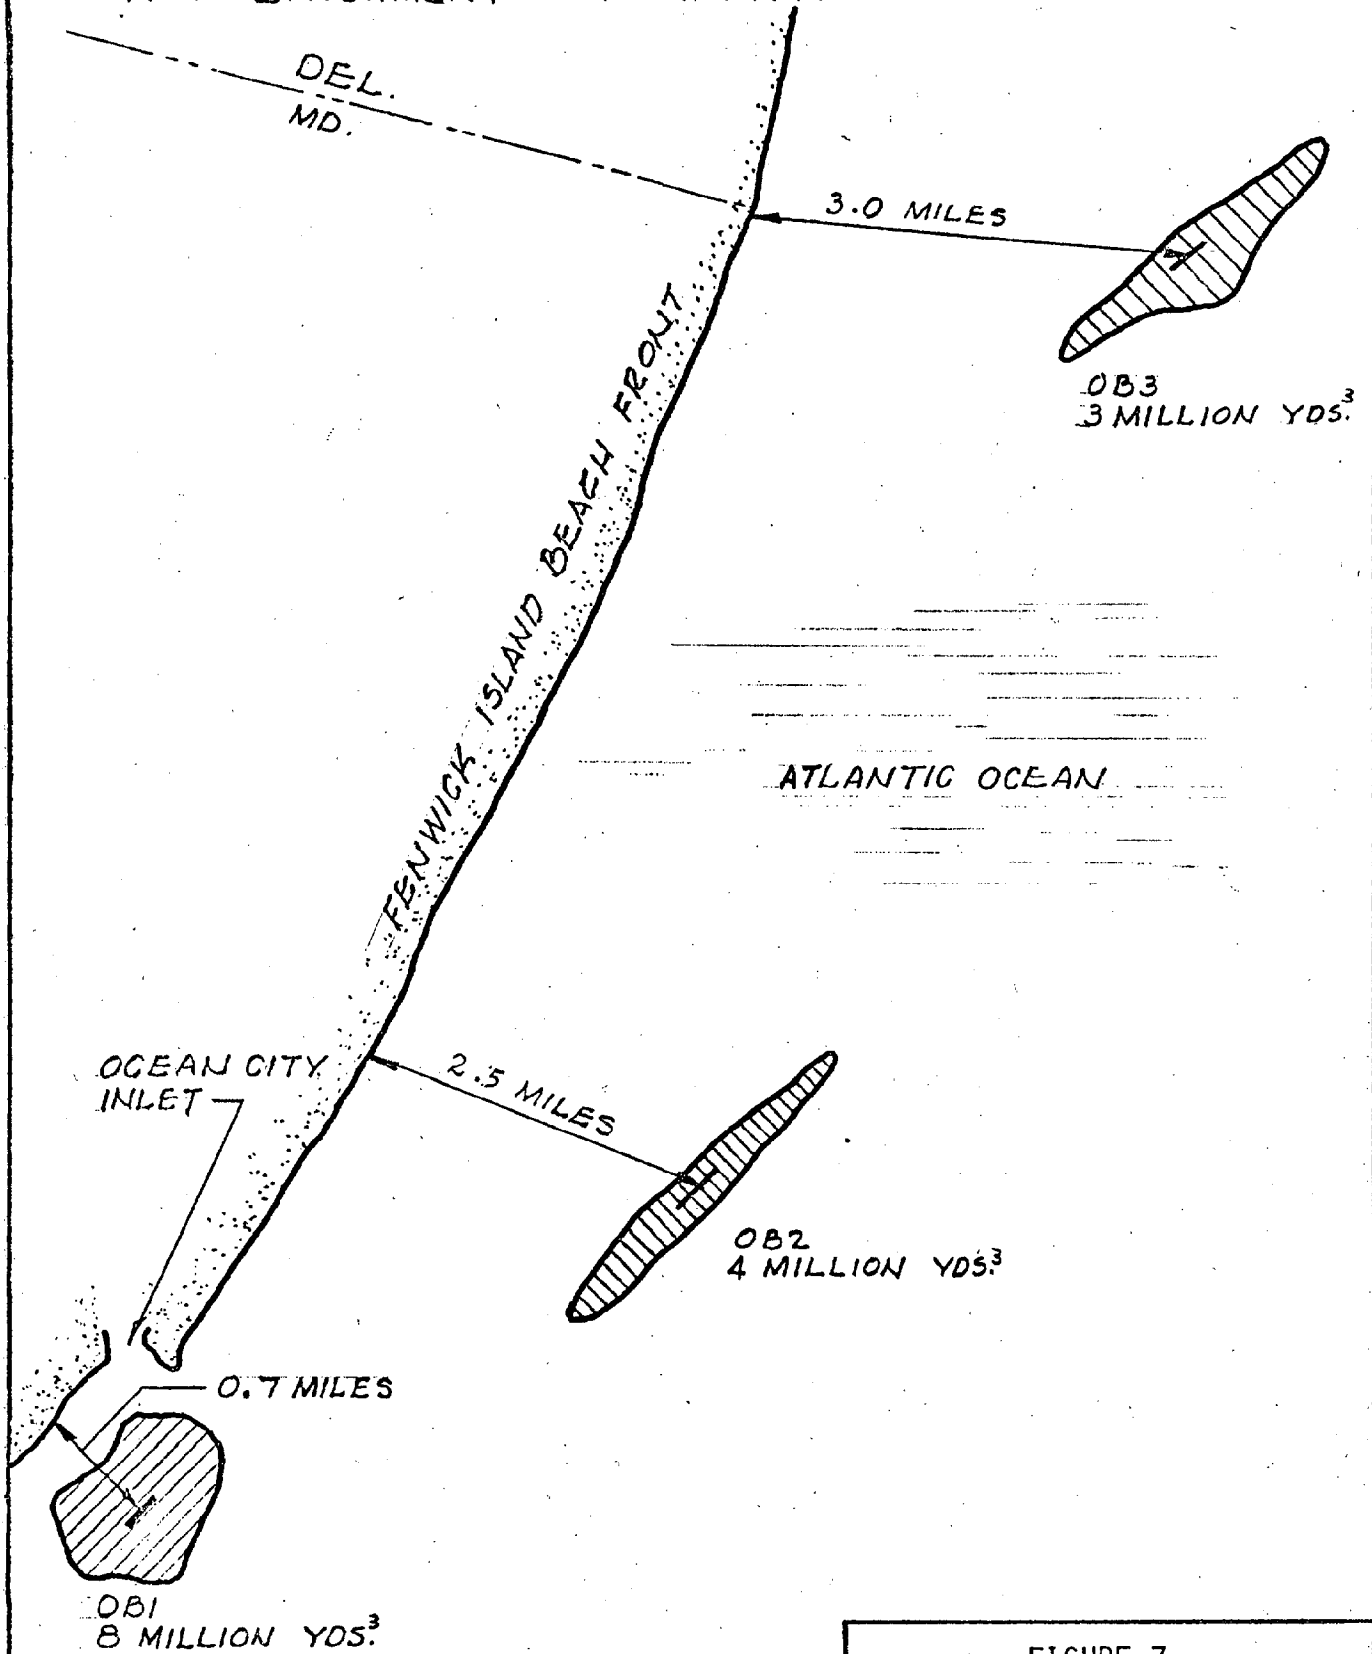 DEL.
MD.
3.0 MILES
OB3
3 MILLION YDS.³
FENWICK ISLAND BEACH FRONT
ATLANTIC OCEAN
OCEAN CITY
INLET
2.5 MILES
OB2
4 MILLION YDS.³
0.7 MILES
OB1
8 MILLION YDS.³
FIGURE 7